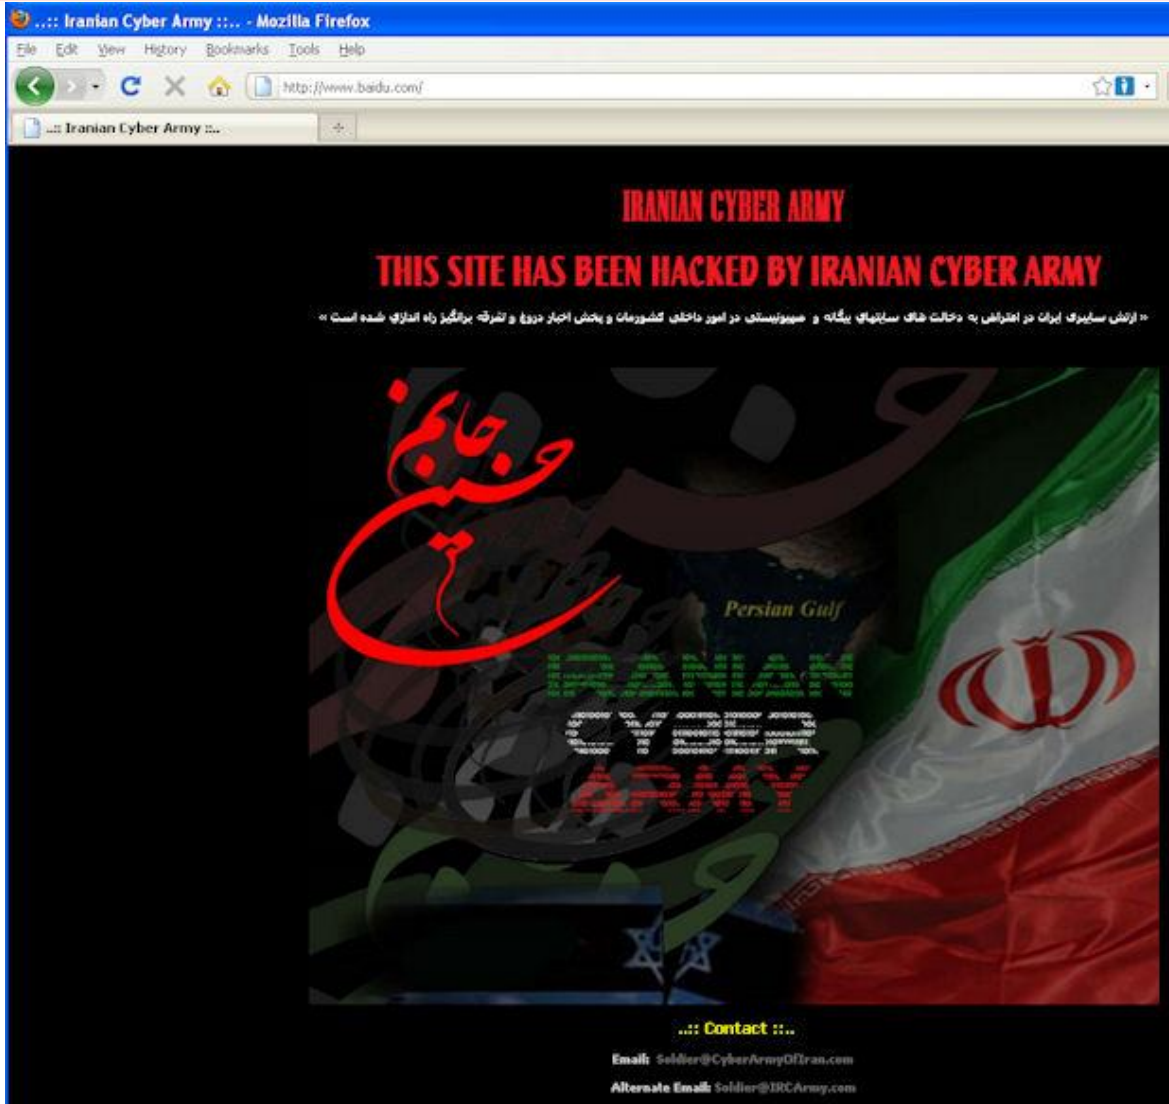 ..:: Iranian Cyber Army ::.. - Mozilla Firefox
File Edit View History Bookmarks Tools Help
http://www.baidu.com/
..:: Iranian Cyber Army ::..
IRANIAN CYBER ARMY
THIS SITE HAS BEEN HACKED BY IRANIAN CYBER ARMY
« ارتش سایبری ایران در اعتراض به دخالت های سایتهای بیگانه و صهیونیستی در امور داخلی کشورمان و پخش اخبار دروغ و تفرقه برانگیز راه اندازی شده است »
Persian Gulf
IRANIAN
CYBER
ARMY
..:: Contact ::..
Email: Soldier@CyberArmyOfIran.com
Alternate Email: Soldier@IRCArmy.com